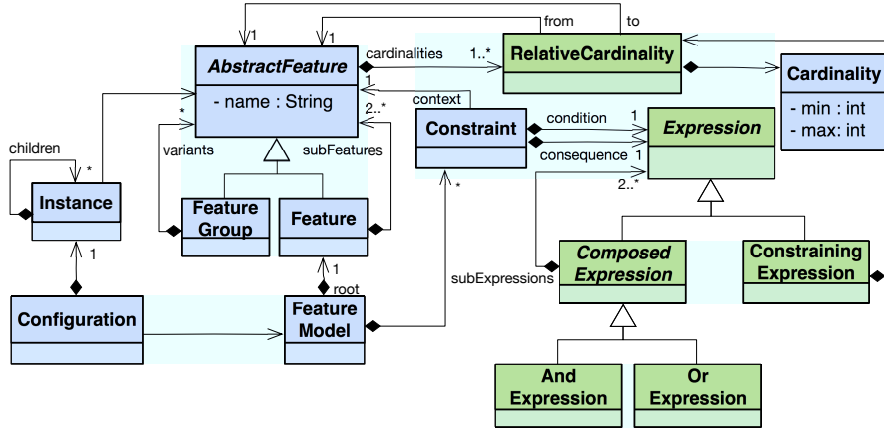 from
to
1
1
cardinalities
1..*
AbstractFeature
RelativeCardinality
- name : String
1
context
Cardinality
- min : int
- max: int
*
2..*
variants
subFeatures
Constraint
condition
1
consequence
1
Expression
2..*
children
*
Instance
Feature
Group
Feature
*
1
1
root
subExpressions
Composed
Expression
Constraining
Expression
Configuration
Feature
Model
And
Expression
Or
Expression